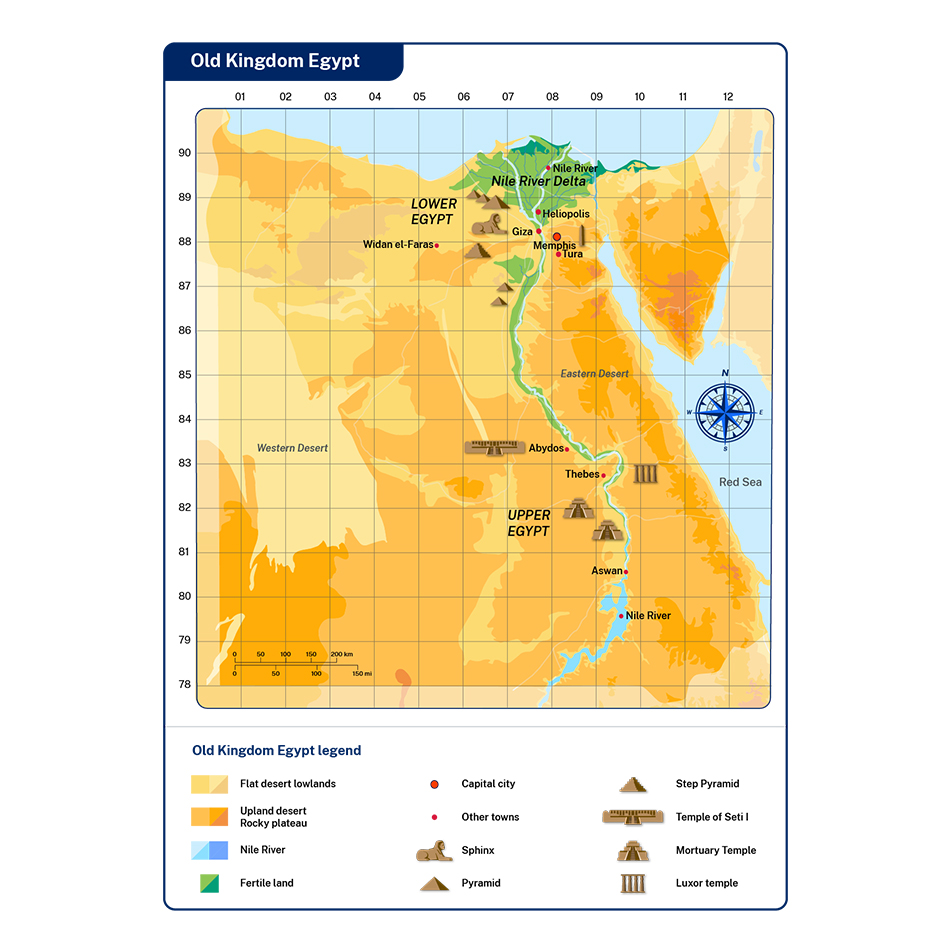 Old Kingdom Egypt
01 02 03 04 05 06 07 08 09 10 11 12
90
Nile River
Nile River Delta
89
LOWER
EGYPT
Heliopolis
Giza
88
Widan el-Faras
Memphis
Tura
87
86
85
Eastern Desert
N
W
E
S
84
Western Desert
Abydos
83
Thebes
Red Sea
82
UPPER
EGYPT
81
Aswan
80
Nile River
79
0 50 100 150 200 km
0 50 100 150 mi
78
Old Kingdom Egypt legend
Flat desert lowlands
Upland desert
Rocky plateau
Nile River
Fertile land
Capital city
Other towns
Sphinx
Pyramid
Step Pyramid
Temple of Seti I
Mortuary Temple
Luxor temple